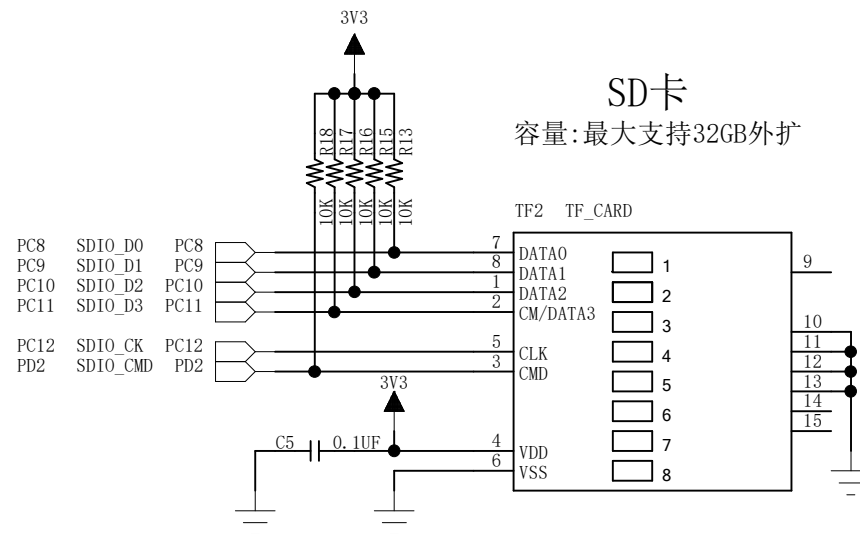 3V3
SD卡
容量:最大支持32GB外扩
R18 R17 R16 R15 R13
10K 10K 10K 10K 10K
TF2 TF_CARD
PC8 SDIO_D0 PC8 7 DATA0
PC9 SDIO_D1 PC9 8 DATA1
PC10 SDIO_D2 PC10 1 DATA2
PC11 SDIO_D3 PC11 2 CM/DATA3
PC12 SDIO_CK PC12 5 CLK
PD2 SDIO_CMD PD2 3 CMD
3V3
C5 0.1UF 4 VDD
6 VSS
1
2
3
4
5
6
7
8
9
10
11
12
13
14
15